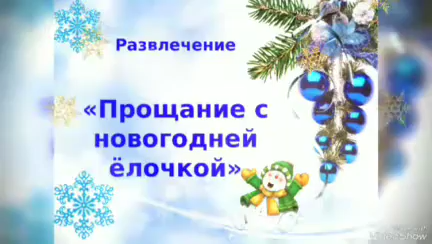 Развлечение
«Прощание с
новогодней
ёлочкой»